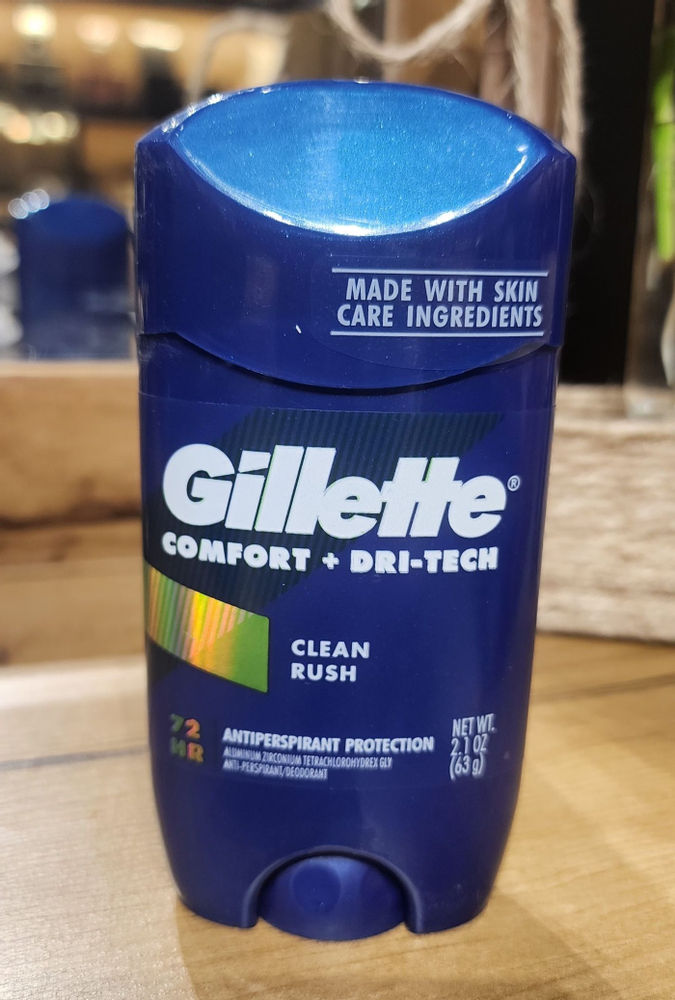 MADE WITH SKIN
CARE INGREDIENTS
Gillette®
COMFORT + DRI-TECH
CLEAN
RUSH
72
HR
ANTIPERSPIRANT PROTECTION
ALUMINUM ZIRCONIUM TETRACHLOROHYDREX GLY
ANTI-PERSPIRANT/DEODORANT
NET WT.
2.1 OZ
(63 g)